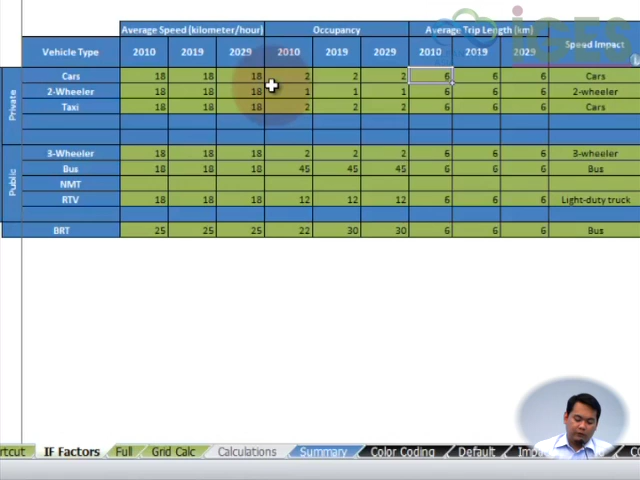 IGES
Average Speed (kilometer/hour) Occupancy Average Trip Length (km)
Vehicle Type 2010 2019 2029 2010 2019 2029 2010 2019 2029 Speed Impact
Private
Cars 18 18 18 2 2 2 6 6 6 Cars
2-Wheeler 18 18 18 1 1 1 6 6 6 2-wheeler
Taxi 18 18 18 2 2 2 6 6 6 Cars
Public
3-Wheeler 18 18 18 2 2 2 6 6 6 3-wheeler
Bus 18 18 18 45 45 45 6 6 6 Bus
NMT
RTV 18 18 18 12 12 12 6 6 6 Light-duty truck
BRT 25 25 25 22 30 30 6 6 6 Bus
rtcut IF Factors Full Grid Calc Calculations Summary Color Coding Default